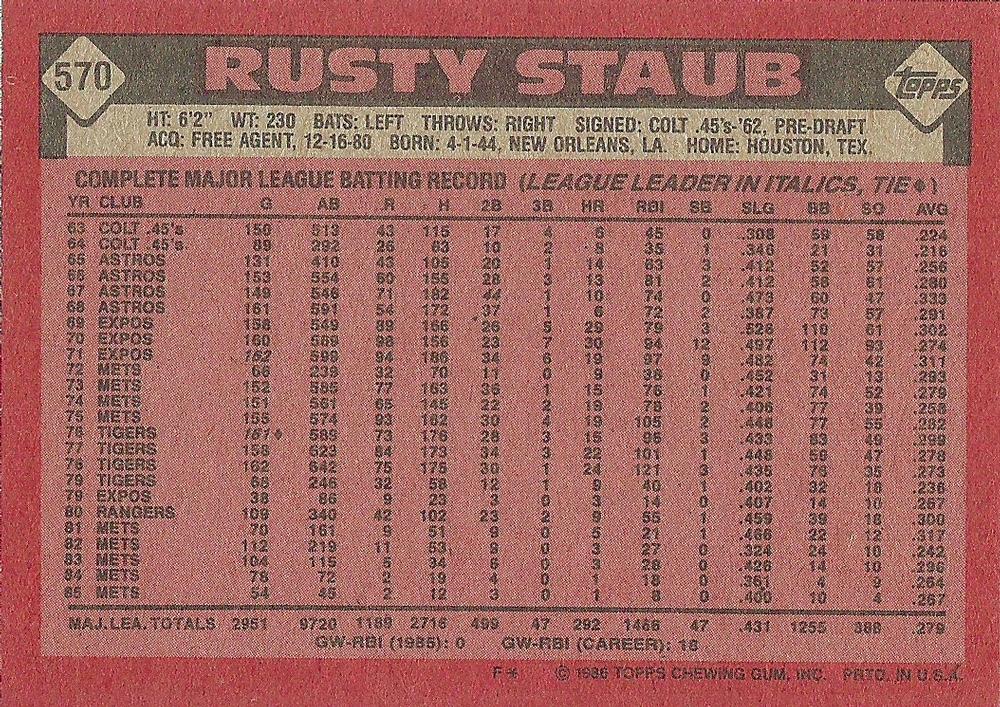 570 RUSTY STAUB TOPPS
HT: 6'2" WT: 230 BATS: LEFT THROWS: RIGHT SIGNED: COLT .45's-'62, PRE-DRAFT
ACQ: FREE AGENT, 12-16-80 BORN: 4-1-44, NEW ORLEANS, LA. HOME: HOUSTON, TEX.
COMPLETE MAJOR LEAGUE BATTING RECORD (LEAGUE LEADER IN ITALICS, TIE♦)
YR CLUB G AB R H 2B 3B HR RBI SB SLG BB SO AVG
63 COLT .45's 150 513 43 115 17 4 6 45 0 .308 59 58 .224
64 COLT .45's 89 292 26 63 10 2 8 35 1 .346 21 31 .216
65 ASTROS 131 410 43 105 20 1 14 63 3 .412 52 57 .256
66 ASTROS 153 554 60 155 28 3 13 81 2 .412 58 61 .280
67 ASTROS 149 546 71 182 44 1 10 74 0 .473 60 47 .333
68 ASTROS 161 591 54 172 37 1 6 72 2 .387 73 57 .291
69 EXPOS 158 549 89 166 26 5 29 79 3 .526 110 61 .302
70 EXPOS 160 569 98 156 23 7 30 94 12 .497 112 93 .274
71 EXPOS 162 599 94 186 34 6 19 97 9 .482 74 42 .311
72 METS 66 239 32 70 11 0 9 38 0 .452 31 13 .293
73 METS 152 585 77 163 36 1 15 76 1 .421 74 52 .279
74 METS 151 561 65 145 22 2 19 78 2 .406 77 39 .258
75 METS 155 574 93 162 30 4 19 105 2 .448 77 55 .282
76 TIGERS 161♦ 589 73 176 28 3 15 96 3 .433 83 49 .299
77 TIGERS 158 623 84 173 34 3 22 101 1 .448 59 47 .278
78 TIGERS 162 642 75 175 30 1 24 121 3 .435 76 35 .273
79 TIGERS 68 246 32 58 12 1 9 40 1 .402 32 18 .236
79 EXPOS 38 86 9 23 3 0 3 14 0 .407 14 10 .267
80 RANGERS 109 340 42 102 23 2 9 55 1 .459 39 18 .300
81 METS 70 161 9 51 9 0 5 21 1 .466 22 12 .317
82 METS 112 219 11 53 9 0 3 27 0 .324 24 10 .242
83 METS 104 115 5 34 6 0 3 28 0 .426 14 10 .296
84 METS 78 72 2 19 4 0 1 18 0 .361 4 9 .264
85 METS 54 45 2 12 3 0 1 8 0 .400 10 4 .267
MAJ. LEA. TOTALS 2951 9720 1189 2716 499 47 292 1466 47 .431 1255 888 .279
GW-RBI (1985): 0 GW-RBI (CAREER): 18
F* © 1986 TOPPS CHEWING GUM, INC. PRTD. IN U.S.A.